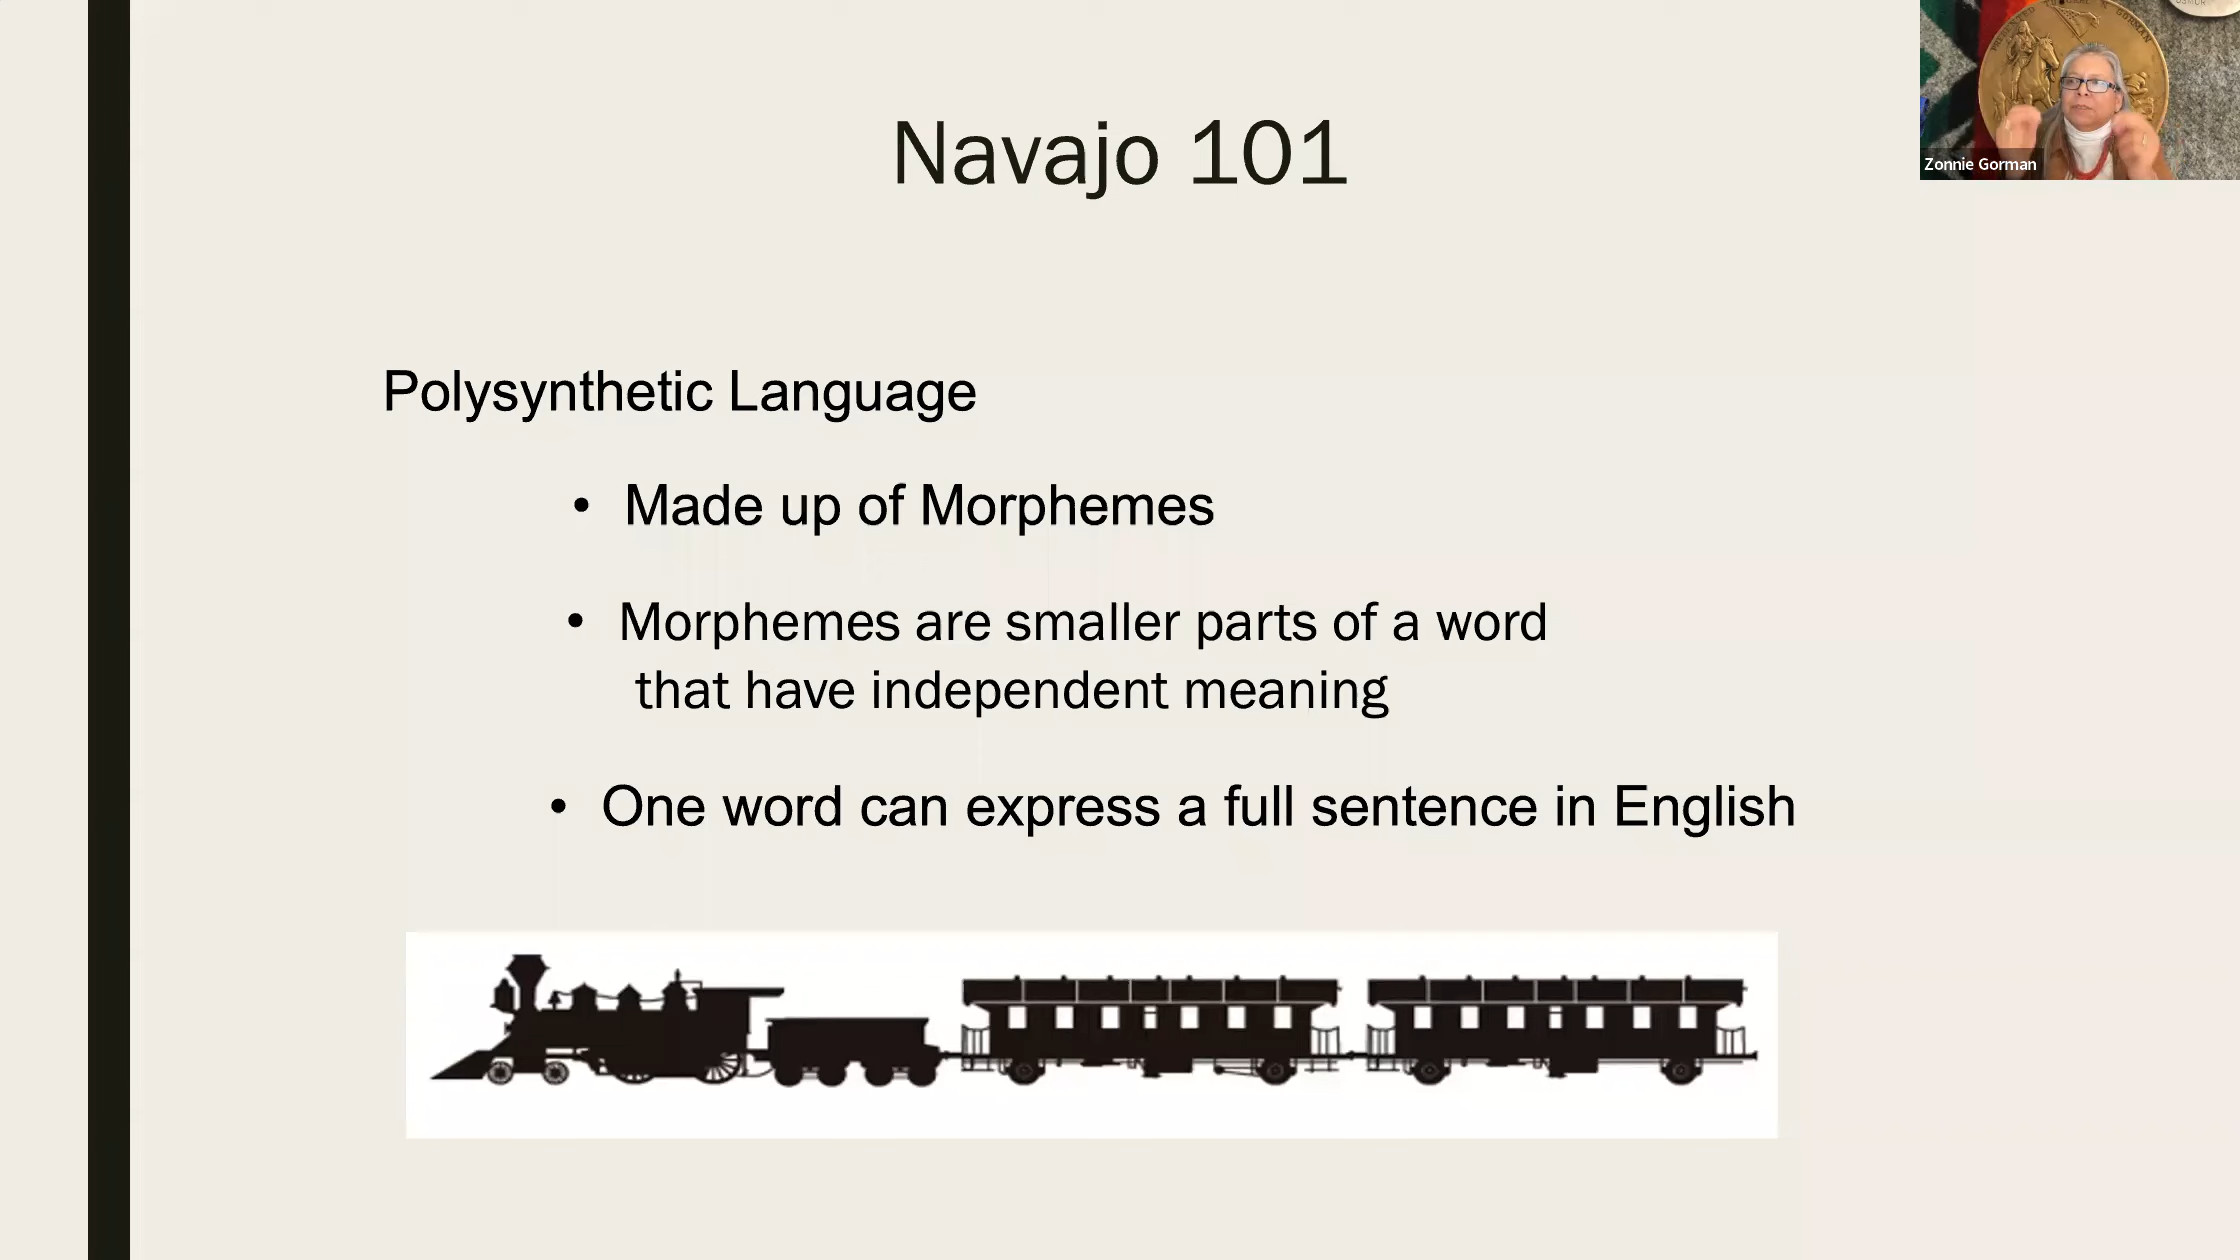 Navajo 101
Zonnie Gorman
Polysynthetic Language
• Made up of Morphemes
• Morphemes are smaller parts of a word
that have independent meaning
• One word can express a full sentence in English